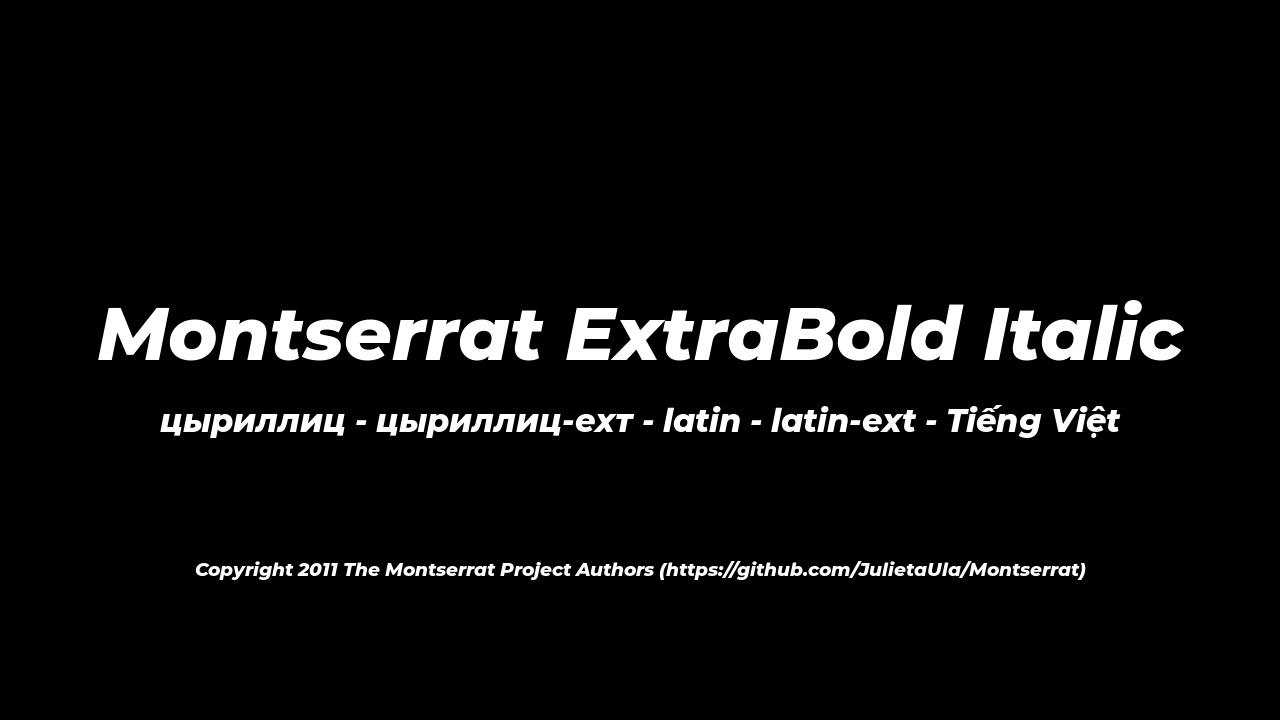 Montserrat ExtraBold Italic
цыриллиц - цыриллиц-ехт - latin - latin-ext - Tiếng Việt
Copyright 2011 The Montserrat Project Authors (https://github.com/JulietaUla/Montserrat)